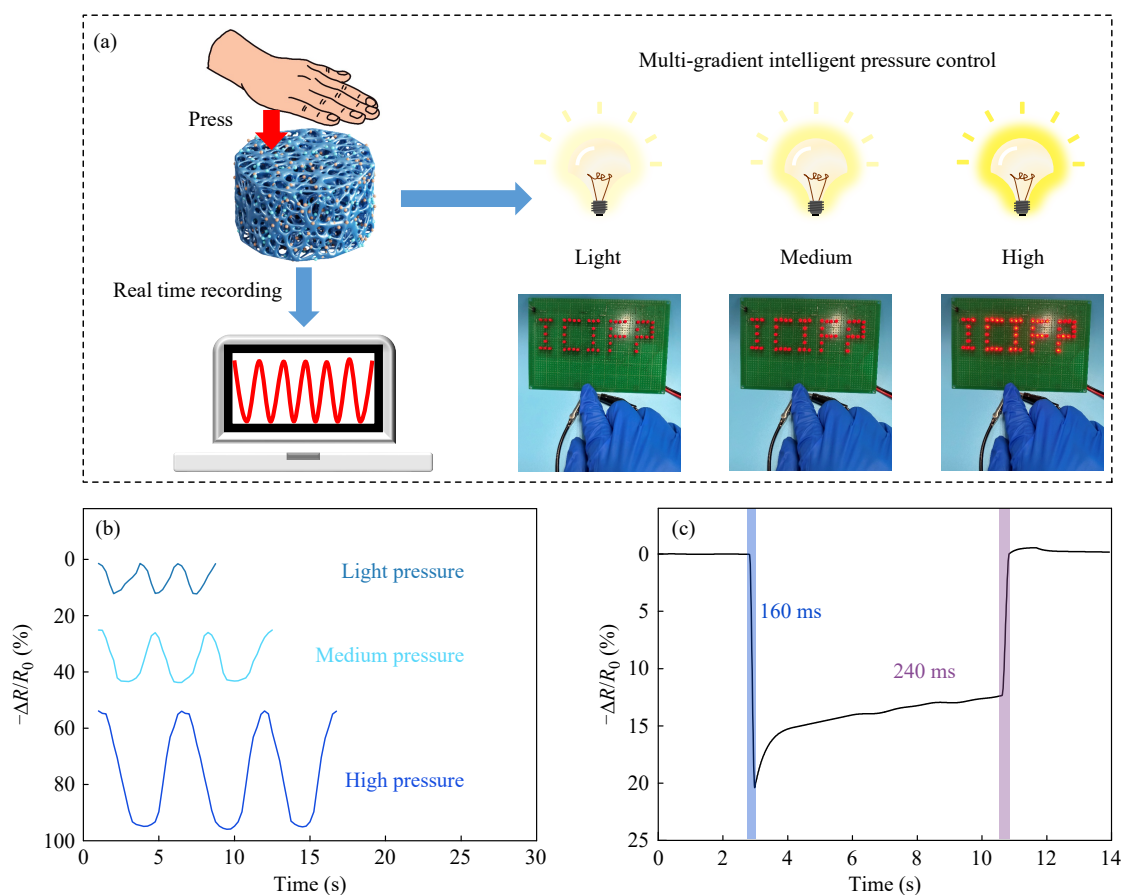 (a)
Multi-gradient intelligent pressure control
Press
Light
Medium
High
Real time recording
ICIFP
ICIFP
ICIPP
(b)
0
20
40
60
80
100
−ΔR/R0 (%)
Light pressure
Medium pressure
High pressure
0 5 10 15 20 25 30
Time (s)
(c)
0
5
10
15
20
25
−ΔR/R0 (%)
160 ms
240 ms
0 2 4 6 8 10 12 14
Time (s)